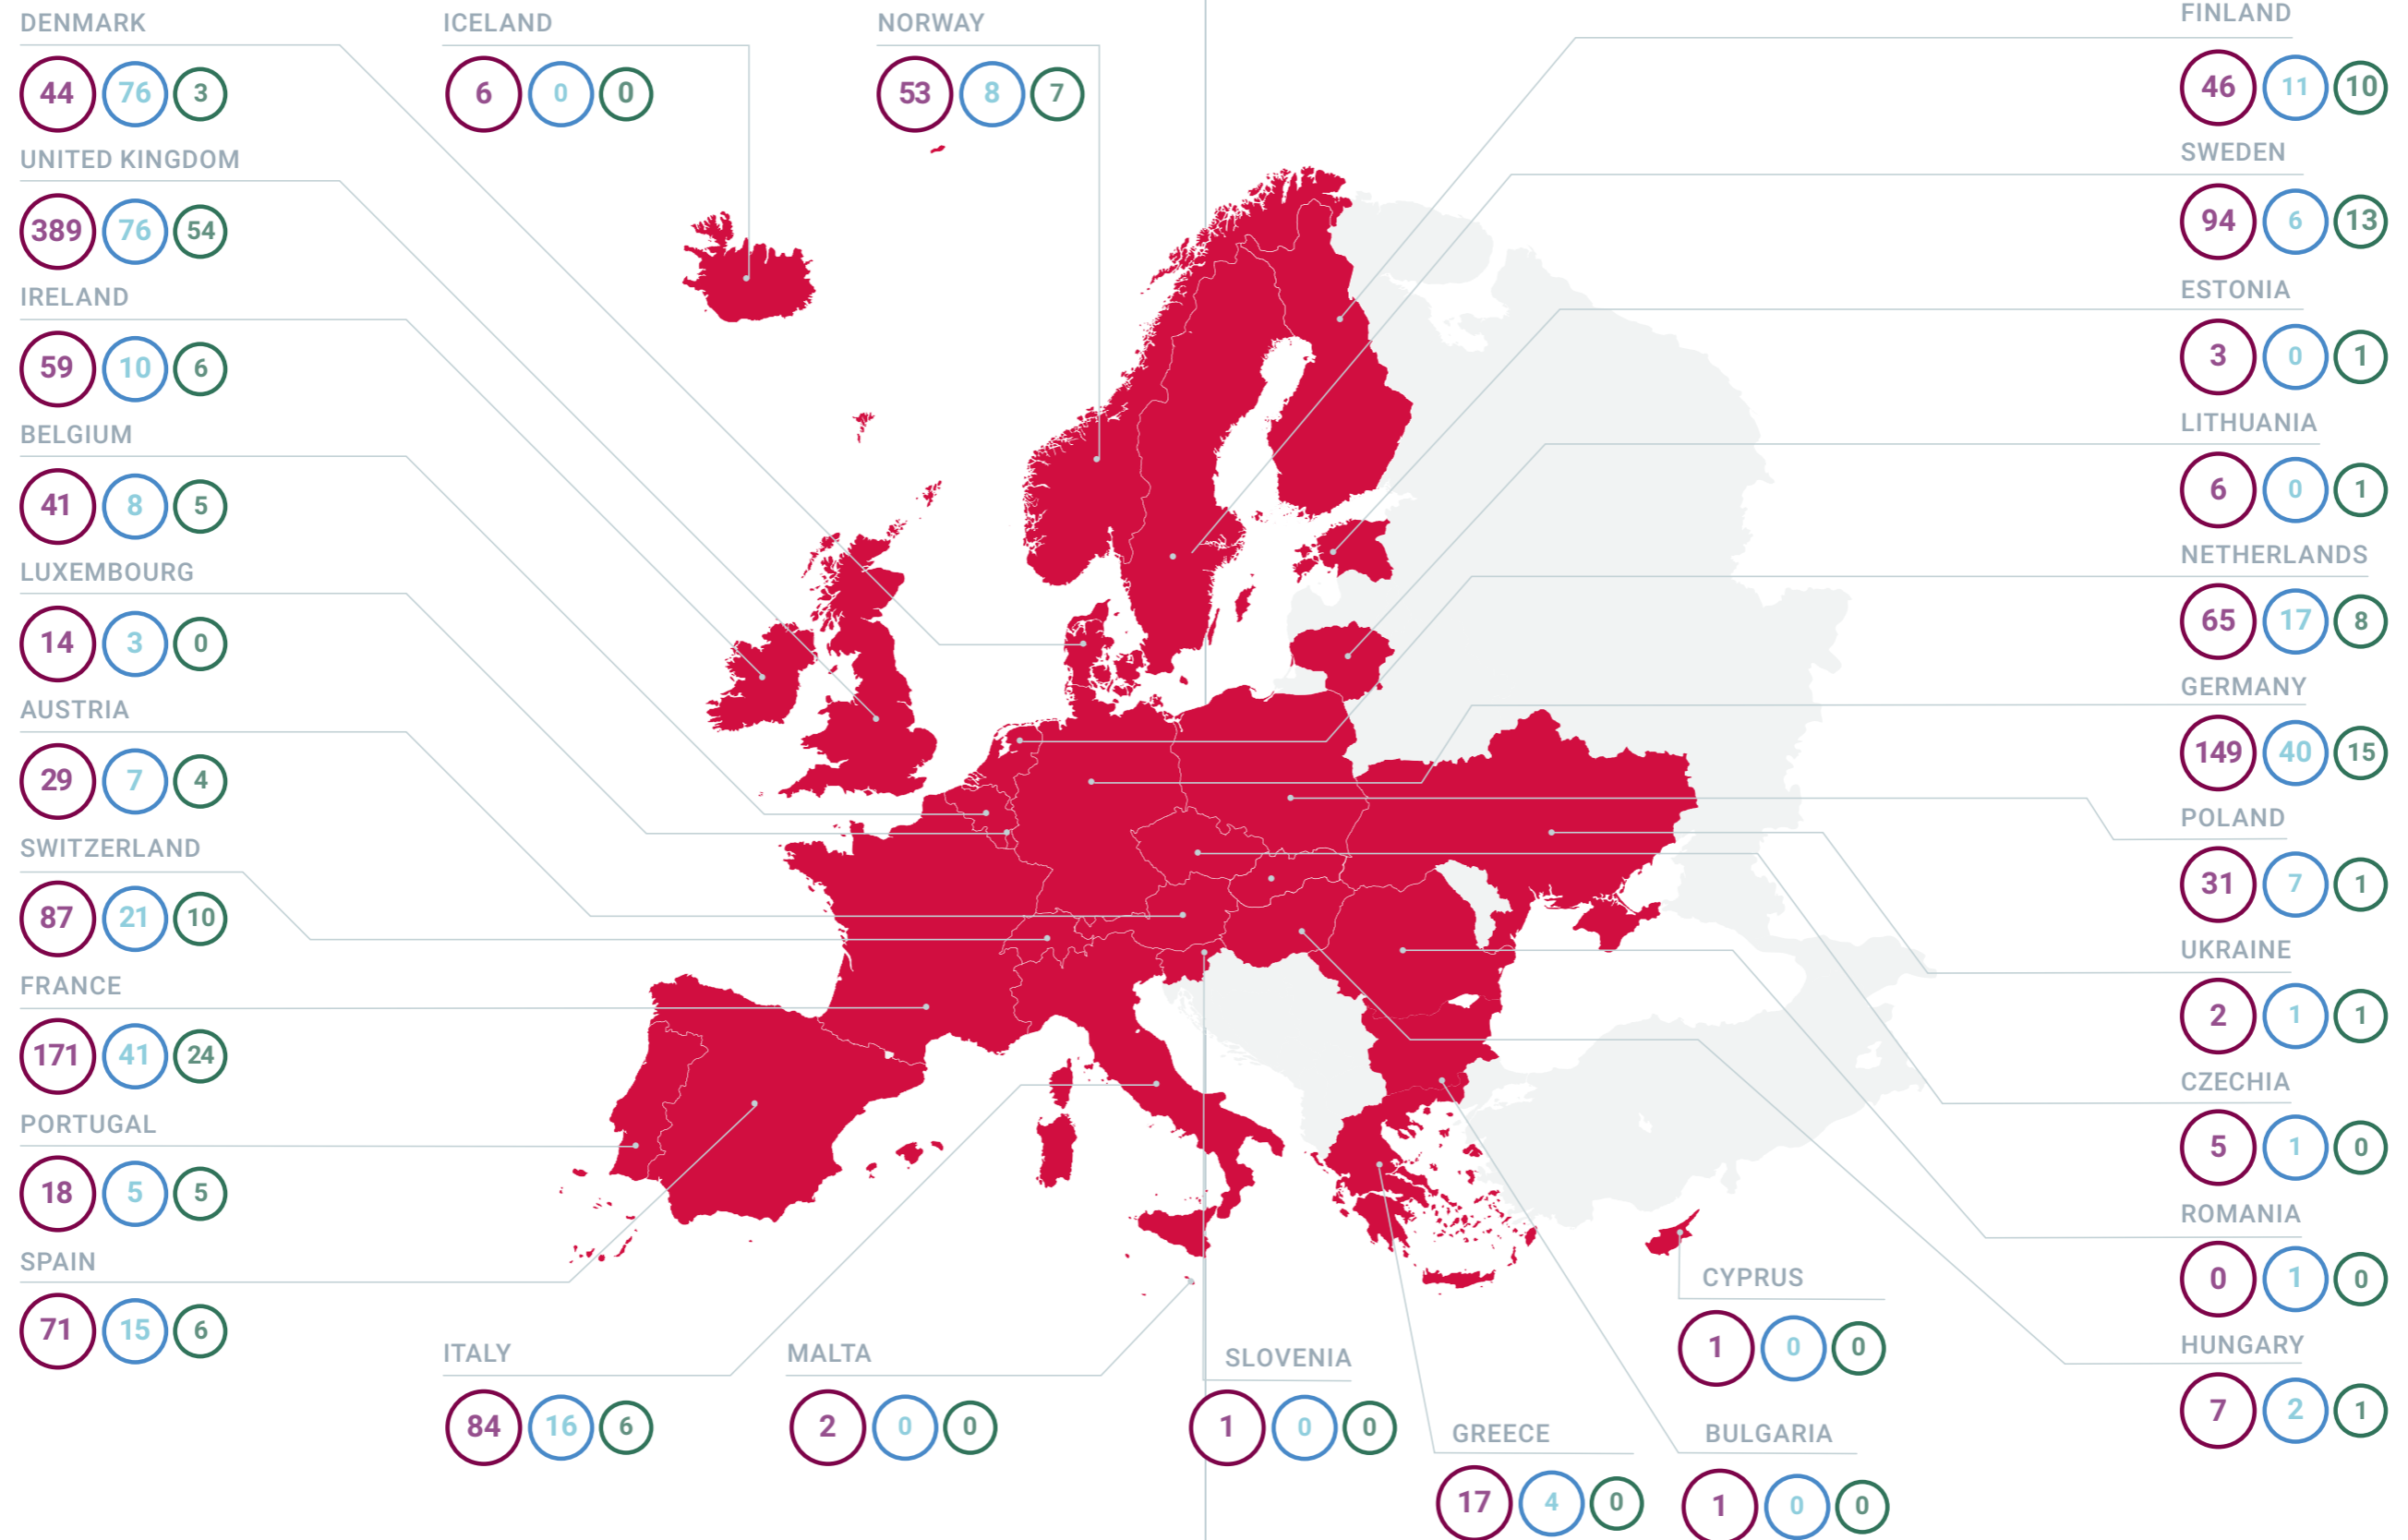 DENMARK
44 76 3
UNITED KINGDOM
389 76 54
IRELAND
59 10 6
BELGIUM
41 8 5
LUXEMBOURG
14 3 0
AUSTRIA
29 7 4
SWITZERLAND
87 21 10
FRANCE
171 41 24
PORTUGAL
18 5 5
SPAIN
71 15 6
ICELAND
6 0 0
NORWAY
53 8 7
ITALY
84 16 6
MALTA
2 0 0
SLOVENIA
1 0 0
GREECE
17 4 0
BULGARIA
1 0 0
CYPRUS
1 0 0
FINLAND
46 11 10
SWEDEN
94 6 13
ESTONIA
3 0 1
LITHUANIA
6 0 1
NETHERLANDS
65 17 8
GERMANY
149 40 15
POLAND
31 7 1
UKRAINE
2 1 1
CZECHIA
5 1 0
ROMANIA
0 1 0
HUNGARY
7 2 1